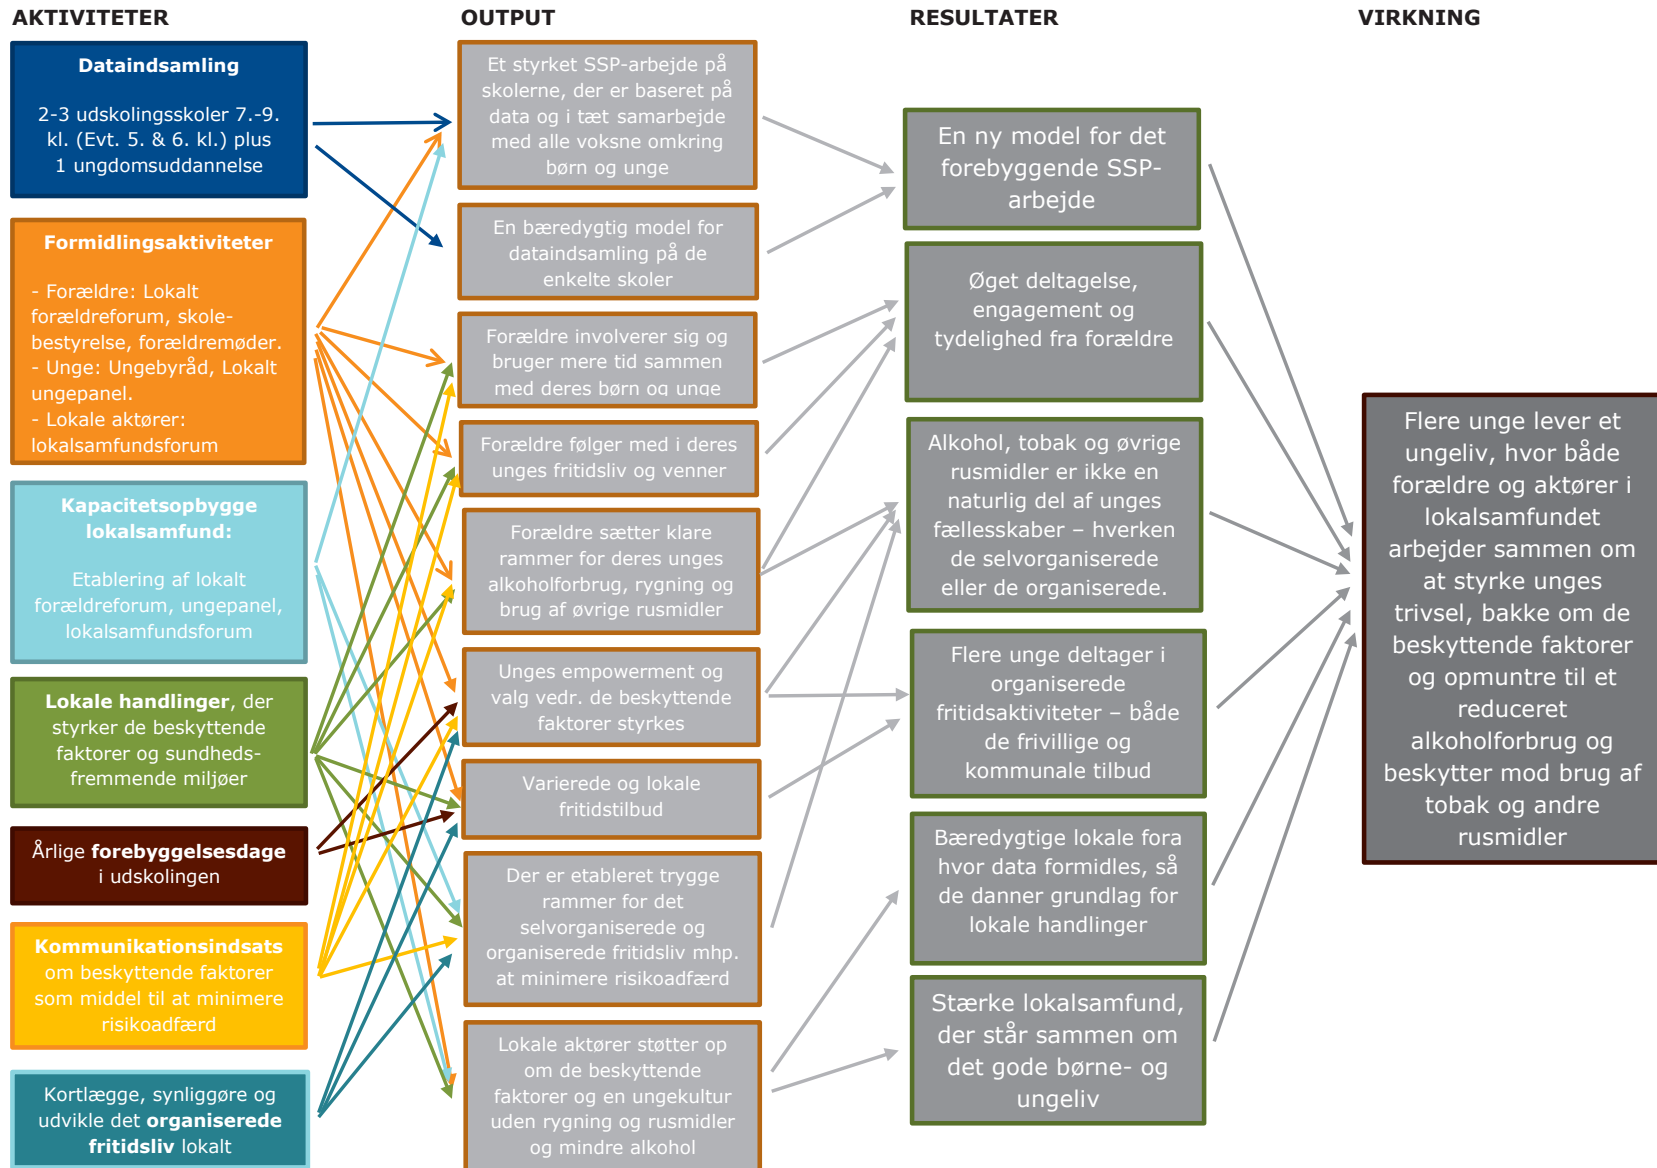 AKTIVITETER
Dataindsamling
2-3 udskolingsskoler 7.-9.
kl. (Evt. 5. & 6. kl.) plus
1 ungdomsuddannelse
Formidlingsaktiviteter
- Forældre: Lokalt
forældreforum, skole-
bestyrelse, forældremøder.
- Unge: Ungebyråd, Lokalt
ungepanel.
- Lokale aktører:
lokalsamfundsforum
Kapacitetsopbygge
lokalsamfund:
Etablering af lokalt
forældreforum, ungepanel,
lokalsamfundsforum
Lokale handlinger, der
styrker de beskyttende
faktorer og sundheds-
fremmende miljøer
Årlige forebyggelsesdage
i udskolingen
Kommunikationsindsats
om beskyttende faktorer
som middel til at minimere
risikoadfærd
Kortlægge, synliggøre og
udvikle det organiserede
fritidsliv lokalt
OUTPUT
Et styrket SSP-arbejde på
skolerne, der er baseret på
data og i tæt samarbejde
med alle voksne omkring
børn og unge
En bæredygtig model for
dataindsamling på de
enkelte skoler
Forældre involverer sig og
bruger mere tid sammen
med deres børn og unge
Forældre følger med i deres
unges fritidsliv og venner
Forældre sætter klare
rammer for deres unges
alkoholforbrug, rygning og
brug af øvrige rusmidler
Unges empowerment og
valg vedr. de beskyttende
faktorer styrkes
Varierede og lokale
fritidstilbud
Der er etableret trygge
rammer for det
selvorganiserede og
organiserede fritidsliv mhp.
at minimere risikoadfærd
Lokale aktører støtter op
om de beskyttende
faktorer og en ungekultur
uden rygning og rusmidler
og mindre alkohol
RESULTATER
En ny model for det
forebyggende SSP-
arbejde
Øget deltagelse,
engagement og
tydelighed fra forældre
Alkohol, tobak og øvrige
rusmidler er ikke en
naturlig del af unges
fællesskaber – hverken
de selvorganiserede
eller de organiserede.
Flere unge deltager i
organiserede
fritidsaktiviteter – både
de frivillige og
kommunale tilbud
Bæredygtige lokale fora
hvor data formidles, så
de danner grundlag for
lokale handlinger
Stærke lokalsamfund,
der står sammen om
det gode børne- og
ungeliv
VIRKNING
Flere unge lever et
ungeliv, hvor både
forældre og aktører i
lokalsamfundet
arbejder sammen om
at styrke unges
trivsel, bakke om de
beskyttende faktorer
og opmuntre til et
reduceret
alkoholforbrug og
beskytter mod brug af
tobak og andre
rusmidler